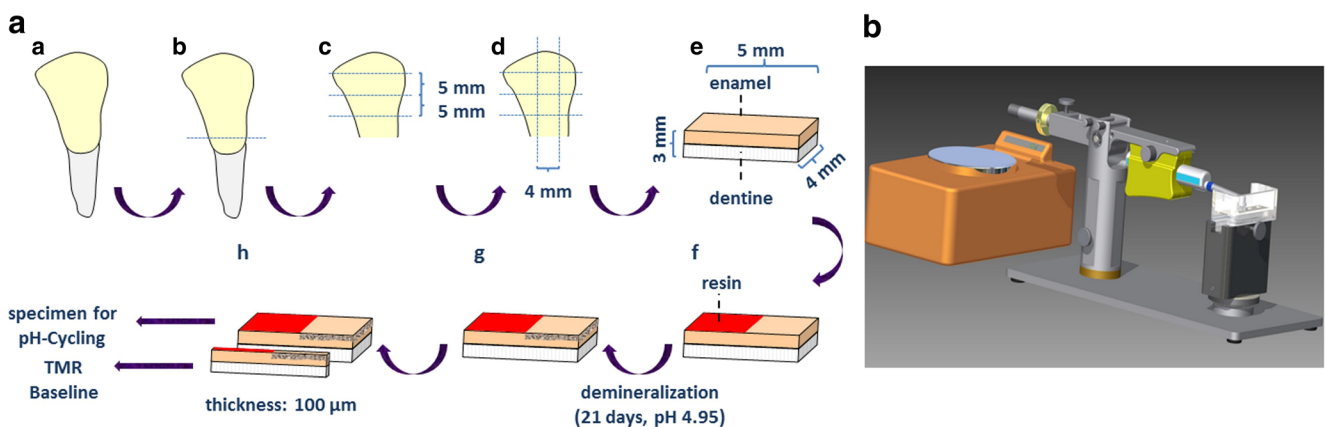 a
b
a
b
c
d
e
5 mm
5 mm
4 mm
5 mm
enamel
3 mm
4 mm
dentine
h
g
f
resin
specimen for
pH-Cycling
TMR
Baseline
thickness: 100 µm
demineralization
(21 days, pH 4.95)